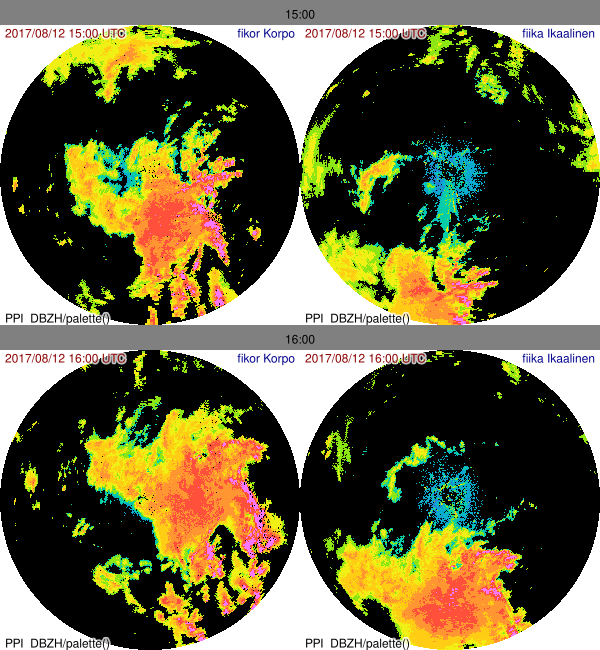 15:00
2017/08/12 15:00 UTC fikor Korpo
2017/08/12 15:00 UTC fiika Ikaalinen
PPI DBZH/palette()
PPI DBZH/palette()
16:00
2017/08/12 16:00 UTC fikor Korpo
2017/08/12 16:00 UTC fiika Ikaalinen
PPI DBZH/palette()
PPI DBZH/palette()